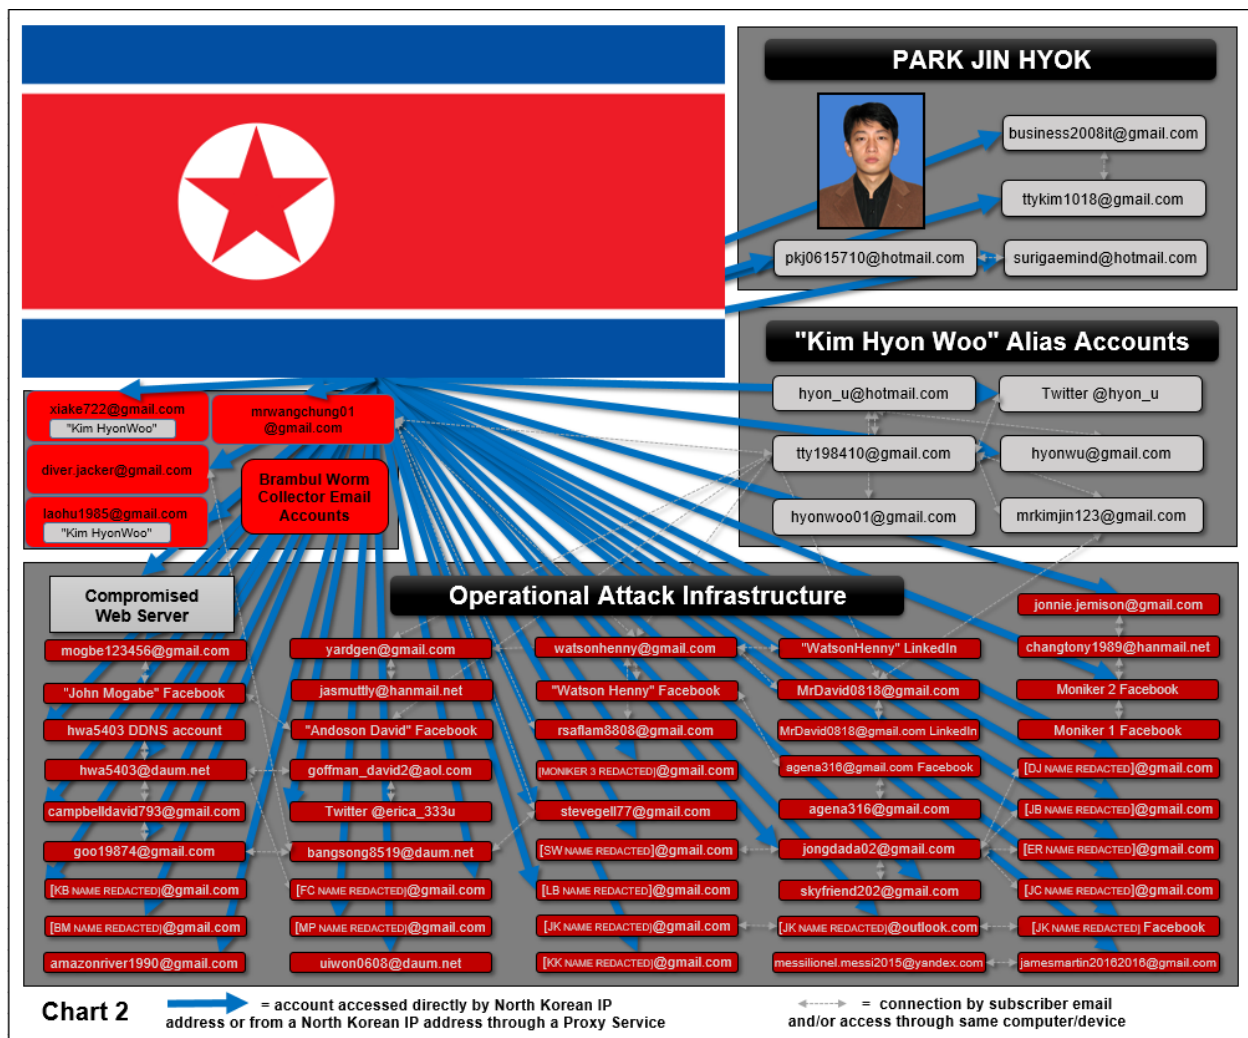 PARK JIN HYOK
business2008it@gmail.com
ttykim1018@gmail.com
pkj0615710@hotmail.com
surigaemind@hotmail.com
"Kim Hyon Woo" Alias Accounts
hyon_u@hotmail.com
Twitter @hyon_u
tty198410@gmail.com
hyonwu@gmail.com
hyonwoo01@gmail.com
mrkimjin123@gmail.com
xiake722@gmail.com
"Kim HyonWoo"
mrwangchung01
@gmail.com
diver.jacker@gmail.com
laohu1985@gmail.com
"Kim HyonWoo"
Brambul Worm
Collector Email
Accounts
Compromised
Web Server
Operational Attack Infrastructure
jonnie.jemison@gmail.com
mogbe123456@gmail.com
yardgen@gmail.com
watsonhenny@gmail.com
"WatsonHenny" LinkedIn
changtony1989@hanmail.net
"John Mogabe" Facebook
jasmuttly@hanmail.net
"Watson Henny" Facebook
MrDavid0818@gmail.com
Moniker 2 Facebook
hwa5403 DDNS account
"Andoson David" Facebook
rsaflam8808@gmail.com
MrDavid0818@gmail.com LinkedIn
Moniker 1 Facebook
hwa5403@daum.net
goffman_david2@aol.com
[MONIKER 3 REDACTED]@gmail.com
agena316@gmail.com Facebook
[DJ NAME REDACTED]@gmail.com
campbelldavid793@gmail.com
Twitter @erica_333u
stevegell77@gmail.com
agena316@gmail.com
[JB NAME REDACTED]@gmail.com
goo19874@gmail.com
bangsong8519@daum.net
[SW NAME REDACTED]@gmail.com
jongdada02@gmail.com
[ER NAME REDACTED]@gmail.com
[KB NAME REDACTED]@gmail.com
[FC NAME REDACTED]@gmail.com
[LB NAME REDACTED]@gmail.com
skyfriend202@gmail.com
[JC NAME REDACTED]@gmail.com
[BM NAME REDACTED]@gmail.com
[MP NAME REDACTED]@gmail.com
[JK NAME REDACTED]@gmail.com
[JK NAME REDACTED]@outlook.com
[JK NAME REDACTED] Facebook
amazonriver1990@gmail.com
uiwon0608@daum.net
[KK NAME REDACTED]@gmail.com
messilionel.messi2015@yandex.com
jamesmartin20162016@gmail.com
Chart 2
= account accessed directly by North Korean IP
address or from a North Korean IP address through a Proxy Service
= connection by subscriber email
and/or access through same computer/device